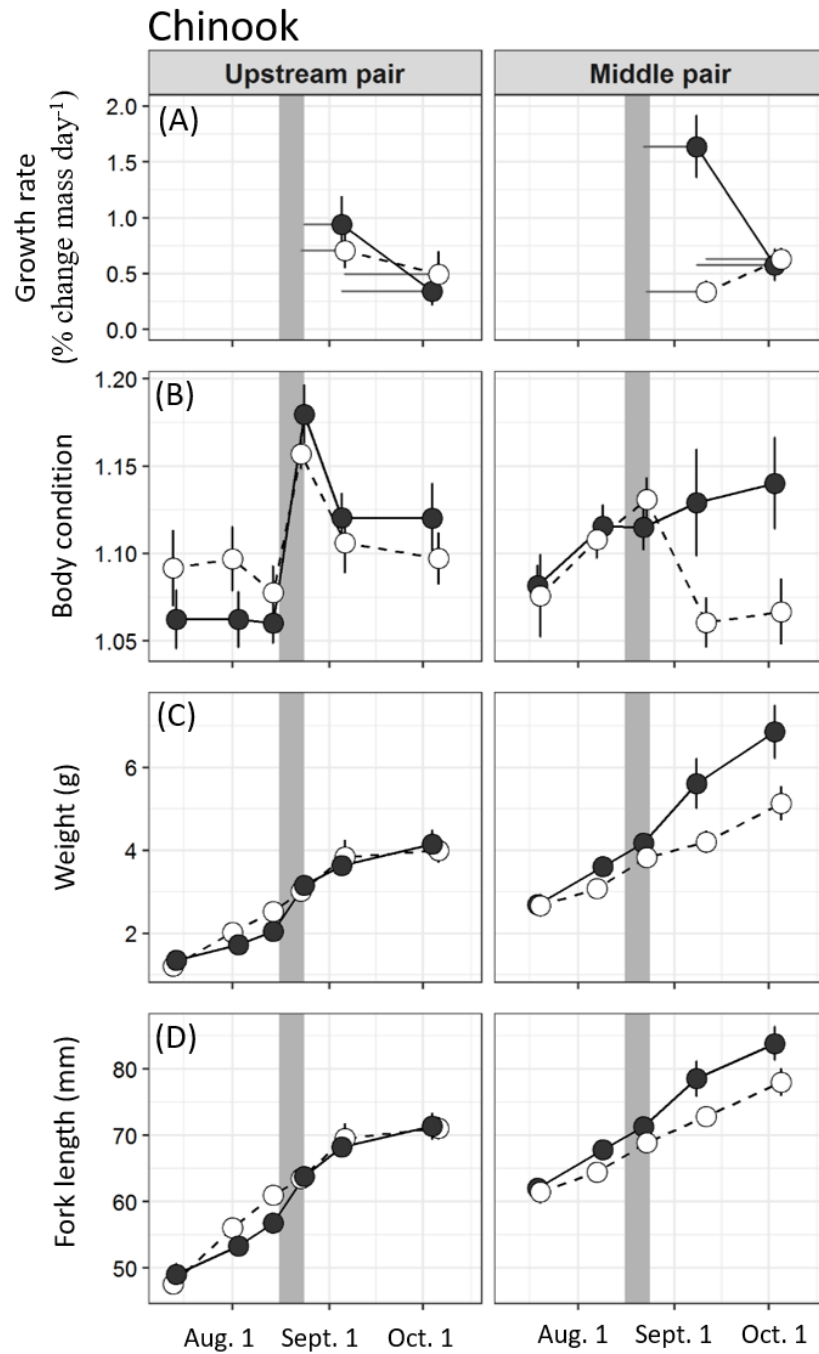 Chinook
Upstream pair Middle pair
(A)
Growth rate
(% change mass day-1)
2.0
1.5
1.0
0.5
0.0
(B)
Body condition
1.20
1.15
1.10
1.05
(C)
Weight (g)
6
4
2
(D)
Fork length (mm)
80
70
60
50
Aug. 1 Sept. 1 Oct. 1 Aug. 1 Sept. 1 Oct. 1